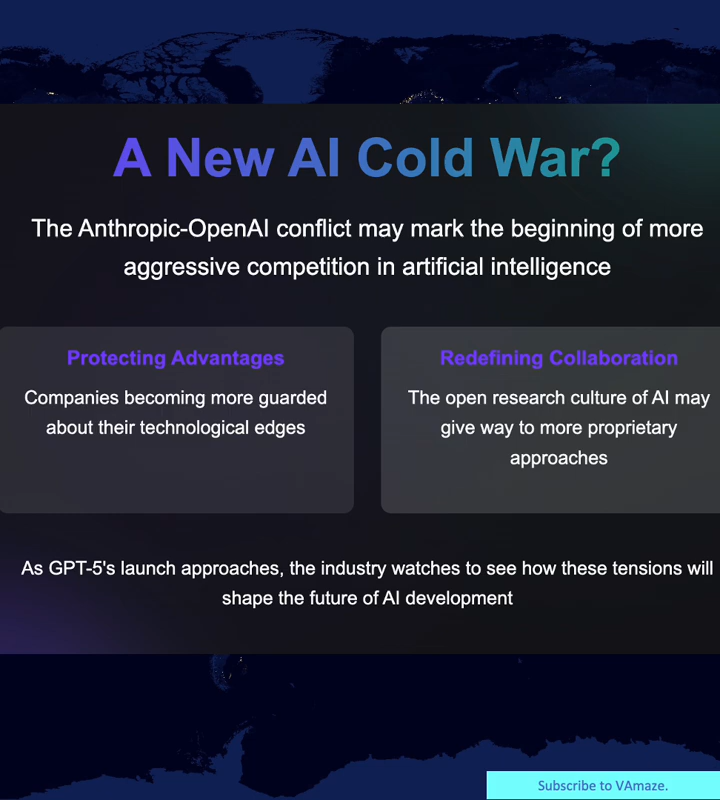 A New AI Cold War?
The Anthropic-OpenAI conflict may mark the beginning of more
aggressive competition in artificial intelligence
Protecting Advantages
Companies becoming more guarded
about their technological edges
Redefining Collaboration
The open research culture of AI may
give way to more proprietary
approaches
As GPT-5's launch approaches, the industry watches to see how these tensions will
shape the future of AI development
Subscribe to VAmaze.